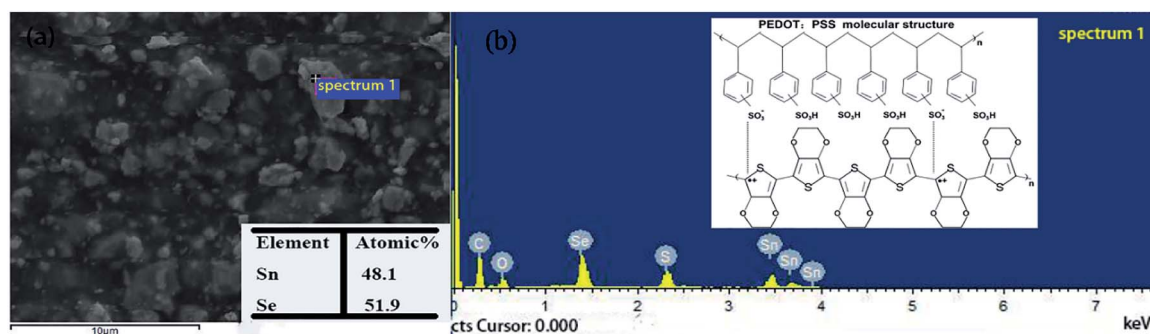 (a)
spectrum 1
Element Atomic%
Sn 48.1
Se 51.9
10μm
(b)
spectrum 1
PEDOT: PSS molecular structure
n
SO₃⁻ SO₃H SO₃H SO₃H SO₃⁻ SO₃H
O O O O
S S S
•+ •+
S S S
n
O O O O O O
C O Se S Sn Sn Sn
0 1 2 3 4 5 6 7
cts Cursor: 0.000
keV